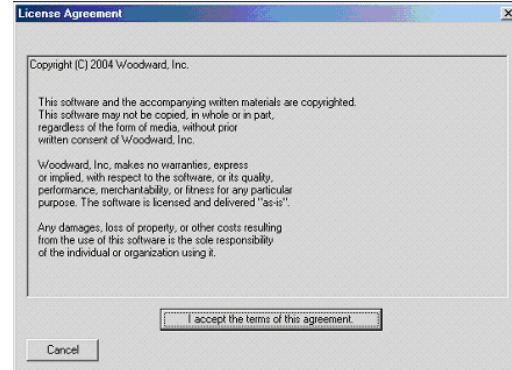 License Agreement
Copyright (C) 2004 Woodward, Inc.
This software and the accompanying written materials are copyrighted.
This software may not be copied, in whole or in part,
regardless of the form of media, without prior
written consent of Woodward, Inc.
Woodward, Inc, makes no warranties, express
or implied, with respect to the software, or its quality,
performance, merchantability, or fitness for any particular
purpose. The software is licensed and delivered "as-is".
Any damages, loss of property, or other costs resulting
from the use of this software is the sole responsibility
of the individual or organization using it.
I accept the terms of this agreement.
Cancel